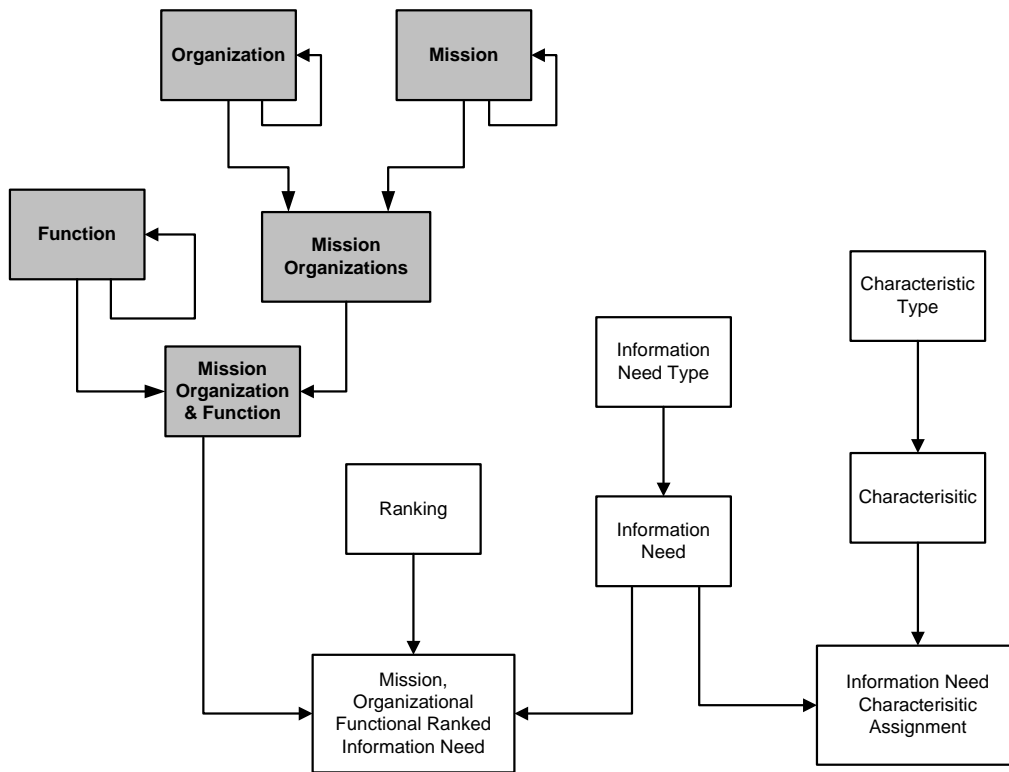 Organization
Mission
Function
Mission
Organizations
Characteristic
Type
Information
Need Type
Mission
Organization
& Function
Ranking
Information
Need
Characterisitic
Mission,
Organizational
Functional Ranked
Information Need
Information Need
Characterisitic
Assignment